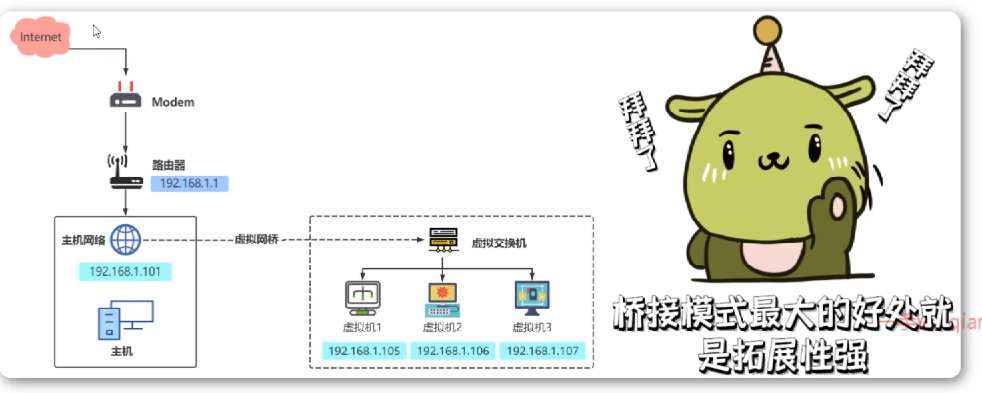 Internet
Modem
路由器
192.168.1.1
主机网络
192.168.1.101
主机
虚拟网桥
虚拟交换机
虚拟机1
虚拟机2
虚拟机3
192.168.1.105
192.168.1.106
192.168.1.107
拜拜了
拜拜了
桥接模式最大的好处就
是拓展性强